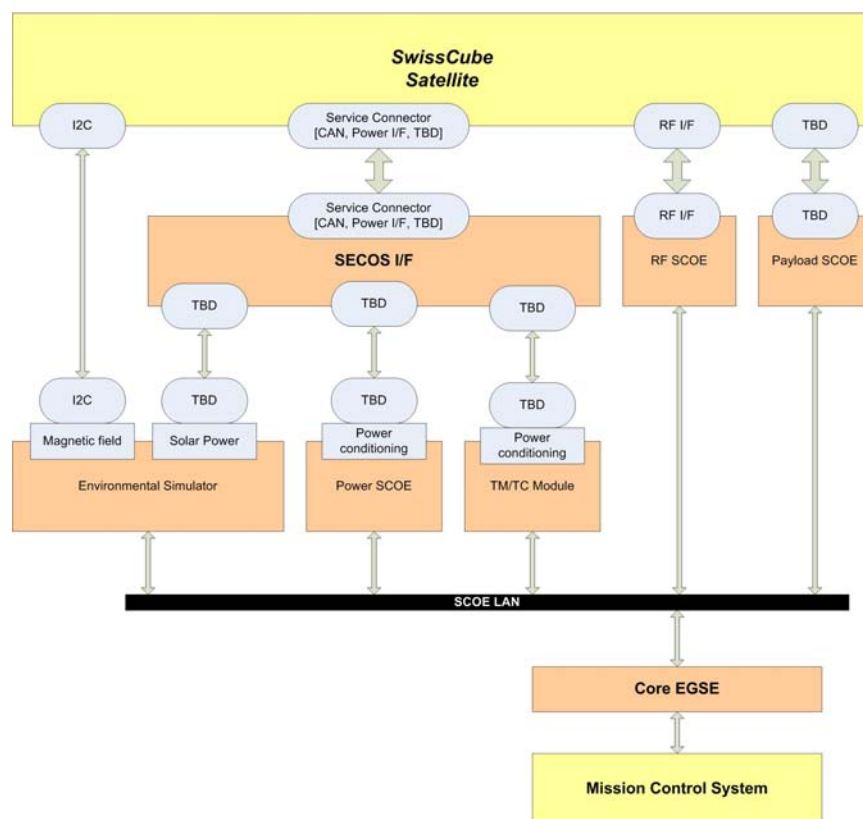 SwissCube
Satellite
I2C
Service Connector
[CAN, Power I/F, TBD]
RF I/F
TBD
Service Connector
[CAN, Power I/F, TBD]
RF I/F
TBD
SECOS I/F
RF SCOE
Payload SCOE
TBD
TBD
TBD
I2C
TBD
TBD
TBD
Magnetic field
Solar Power
Power
conditioning
Power
conditioning
Environmental Simulator
Power SCOE
TM/TC Module
SCOE LAN
Core EGSE
Mission Control System